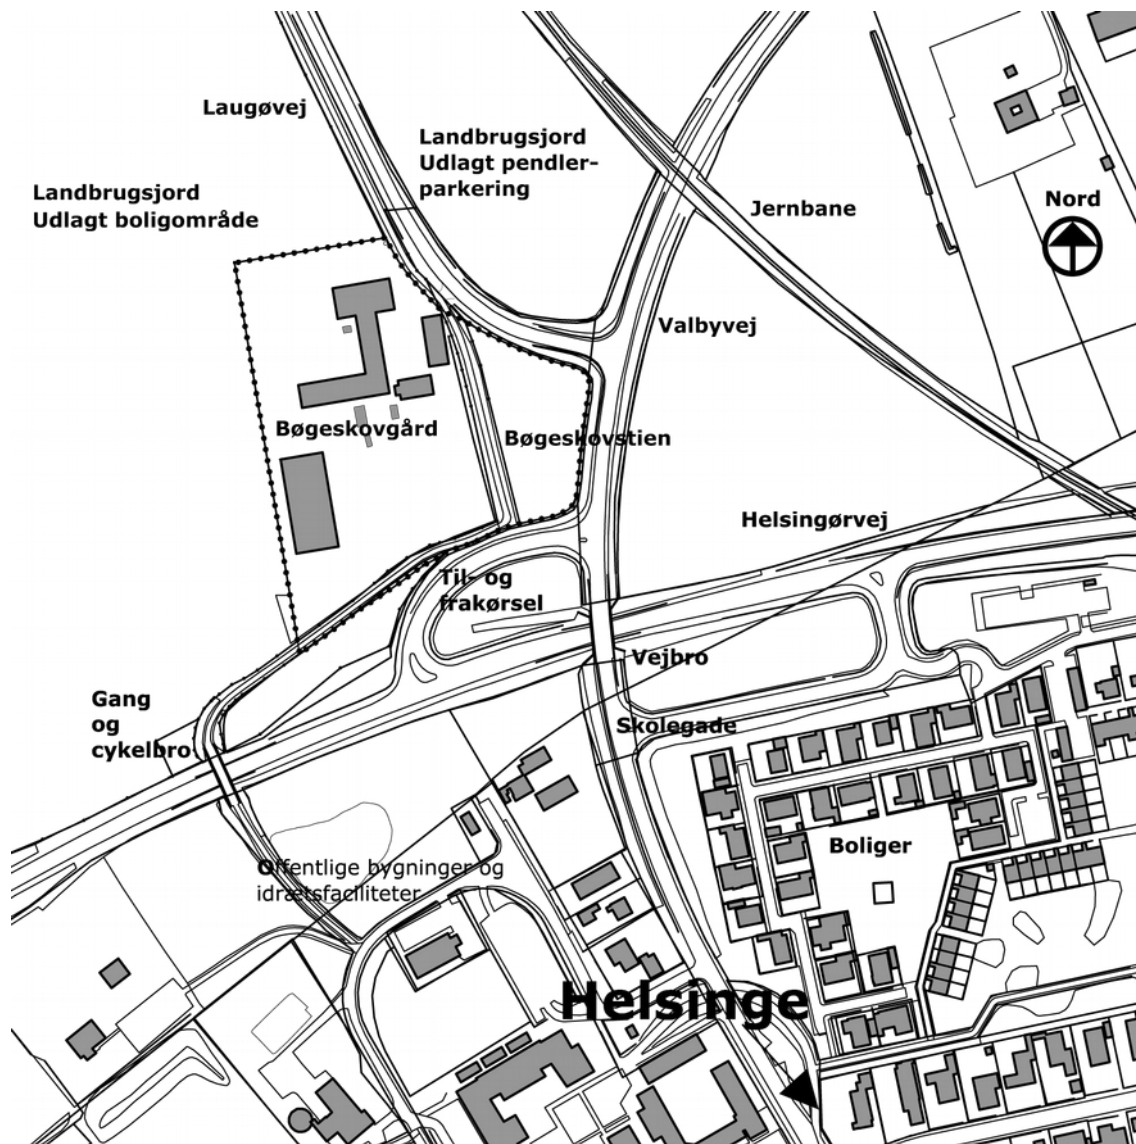 Laugøvej
Landbrugsjord
Udlagt pendler-
parkering
Landbrugsjord
Udlagt boligområde
Jernbane
Nord
Valbyvej
Bøgeskovgård
Bøgeskovstien
Helsingørvej
Til- og
frakørsel
Vejbro
Gang
og
cykelbro
Skolegade
Boliger
Offentlige bygninger og
idrætsfaciliteter
Helsinge